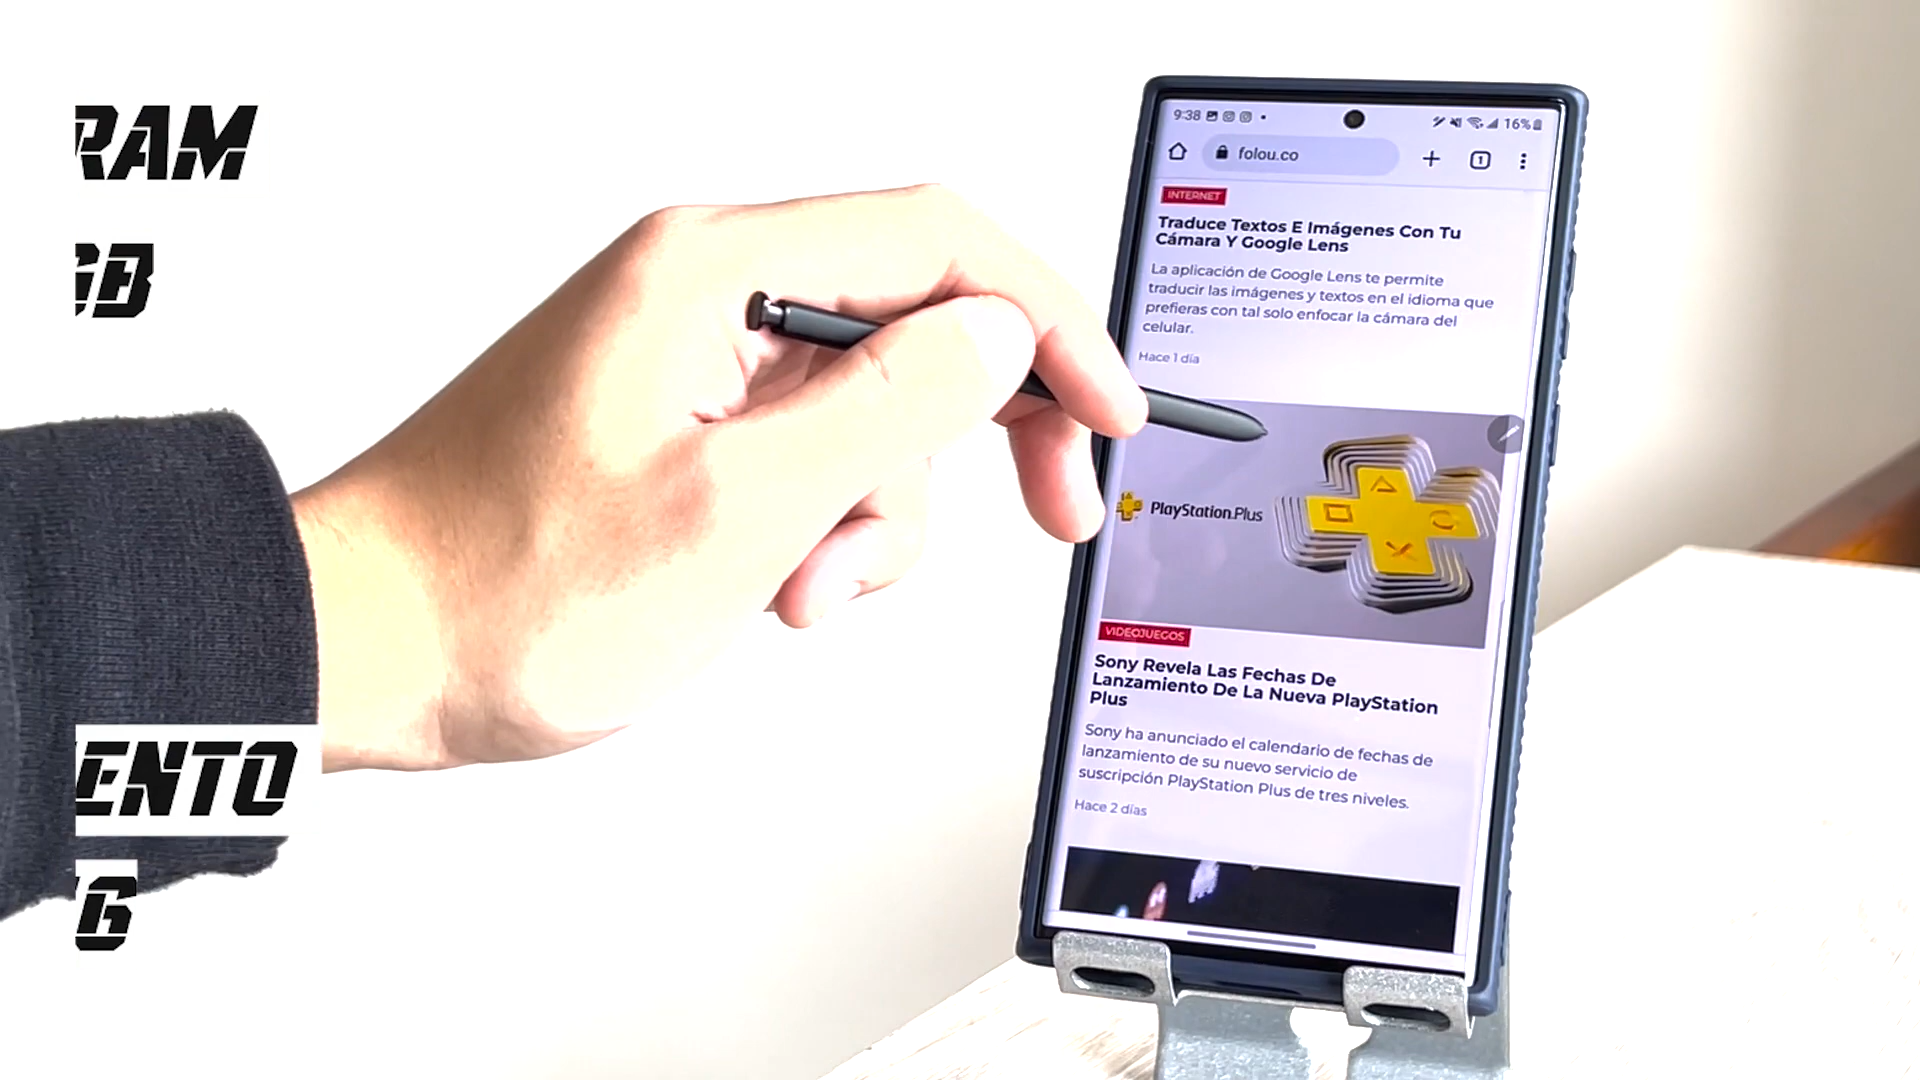 RAM
GB
ENTO
G
9:38
16%
folou.co
1
INTERNET
Traduce Textos E Imágenes Con Tu
Cámara Y Google Lens
La aplicación de Google Lens te permite
traducir las imágenes y textos en el idioma que
prefieras con tal solo enfocar la cámara del
celular.
Hace 1 día
PlayStation.Plus
VIDEOJUEGOS
Sony Revela Las Fechas De
Lanzamiento De La Nueva PlayStation
Plus
Sony ha anunciado el calendario de fechas de
lanzamiento de su nuevo servicio de
suscripción PlayStation Plus de tres niveles.
Hace 2 días